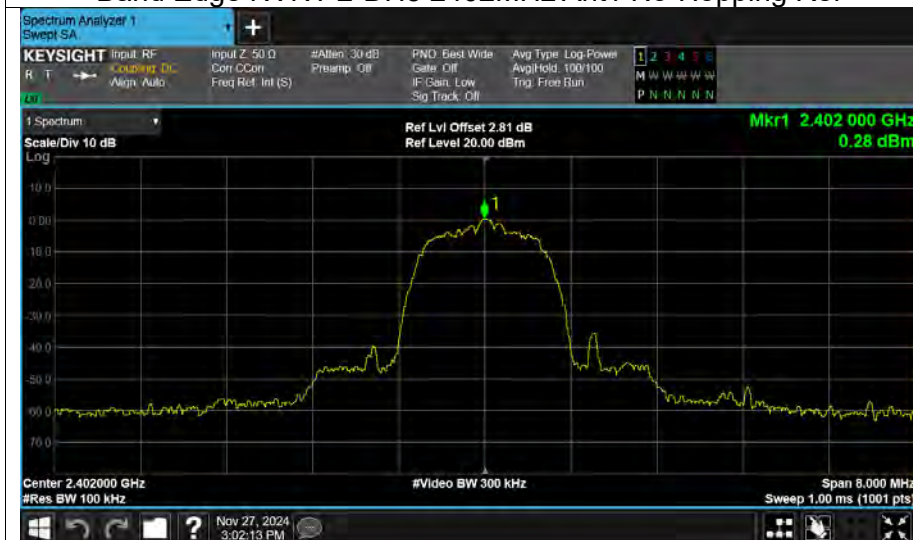 Spectrum Analyzer 1
Swept SA
+
KEYSIGHT Input: RF
R T Coupling: DC
Align: Auto
Input Z: 50 Ω
Corr CCorr
Freq Ref: Int (S)
#Atten: 30 dB
Preamp: Off
PNO: Best Wide
Gate: Off
IF Gain: Low
Sig Track: Off
Avg Type: Log-Power
Avg|Hold: 100/100
Trig: Free Run
1 2 3 4 5 6
M W W W W W
P N N N N N
1 Spectrum
Scale/Div 10 dB
Ref Lvl Offset 2.81 dB
Ref Level 20.00 dBm
Mkr1 2.402 000 GHz
0.28 dBm
Log
10.0
0.00
-10.0
-20.0
-30.0
-40.0
-50.0
-60.0
-70.0
1
Center 2.402000 GHz
#Res BW 100 kHz
#Video BW 300 kHz
Span 8.000 MHz
Sweep 1.00 ms (1001 pts)
?
Nov 27, 2024
3:02:13 PM